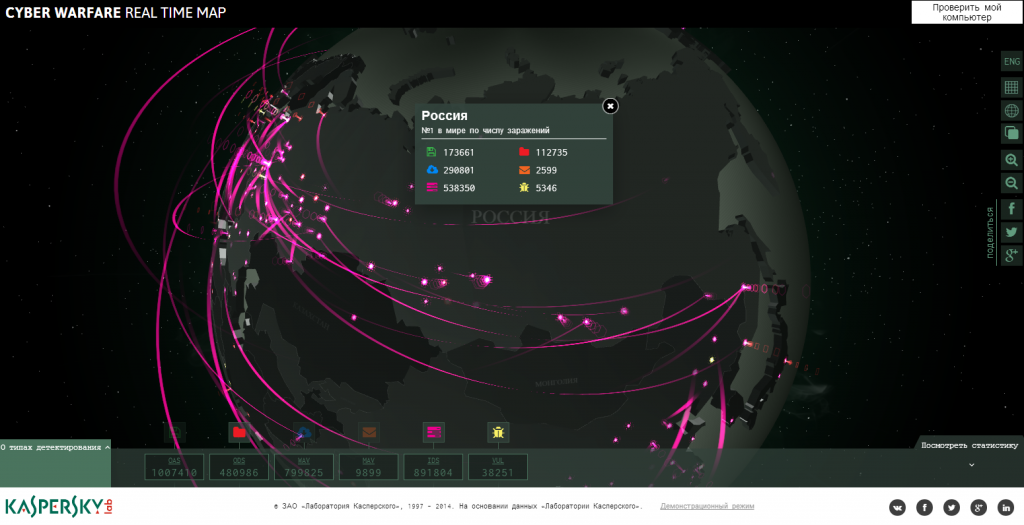 CYBER WARFARE REAL TIME MAP
Проверить мой
компьютер
ENG
Россия
№1 в мире по числу заражений
173661 112735
290801 2599
538350 5346
РОССИЯ
МОНГОЛИЯ
поделиться
О типах детектирования
OAS ODS WAV MAV IDS VUL
1007410 480986 799825 9899 891804 38251
Посмотреть статистику
KASPERSKY lab
© ЗАО «Лаборатория Касперского», 1997 - 2014. На основании данных «Лаборатории Касперского».
Демонстрационный режим